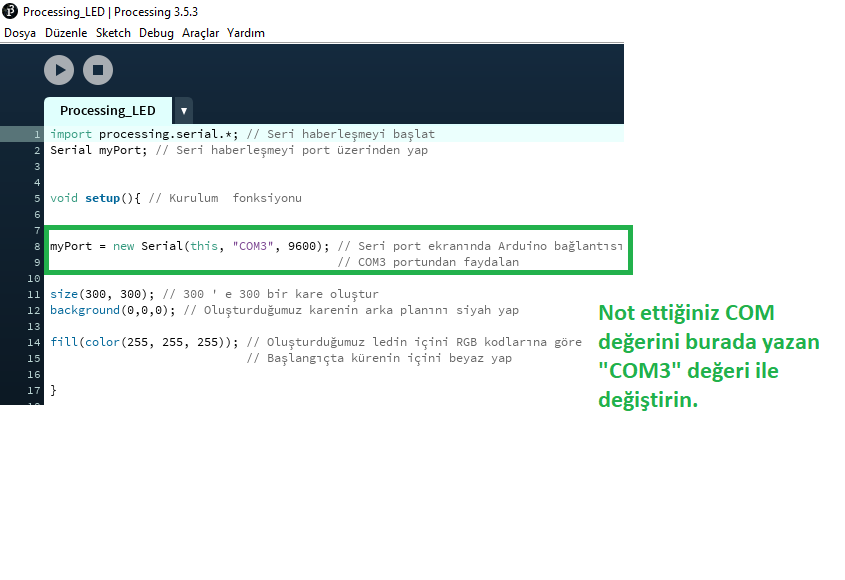 Processing_LED | Processing 3.5.3
Dosya Düzenle Sketch Debug Araçlar Yardım
Processing_LED
1 import processing.serial.*; // Seri haberleşmeyi başlat
2 Serial myPort; // Seri haberleşmeyi port üzerinden yap
3
4
5 void setup(){ // Kurulum  fonksiyonu
6
7
8 myPort = new Serial(this, "COM3", 9600); // Seri port ekranında Arduino bağlantısı
9 // COM3 portundan faydalan
10
11 size(300, 300); // 300 ' e 300 bir kare oluştur
12 background(0,0,0); // Oluşturduğumuz karenin arka planını siyah yap
13
14 fill(color(255, 255, 255)); // Oluşturduğumuz ledin içini RGB kodlarına göre
15 // Başlangıçta kürenin içini beyaz yap
16
17 }
Not ettiğiniz COM
değerini burada yazan
"COM3" değeri ile
değiştirin.